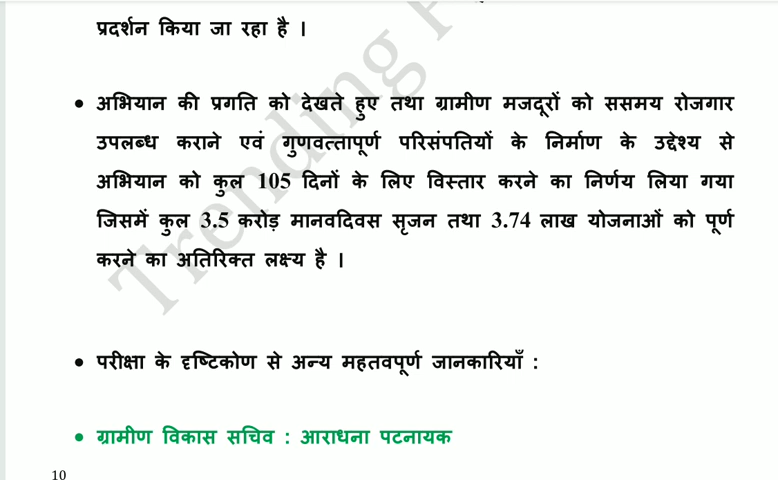 प्रदर्शन किया जा रहा है ।
• अभियान की प्रगति को देखते हुए तथा ग्रामीण मजदूरों को ससमय रोजगार
उपलब्ध कराने एवं गुणवत्तापूर्ण परिसंपतियों के निर्माण के उद्देश्य से
अभियान को कुल 105 दिनों के लिए विस्तार करने का निर्णय लिया गया
जिसमें कुल 3.5 करोड़ मानवदिवस सृजन तथा 3.74 लाख योजनाओं को पूर्ण
करने का अतिरिक्त लक्ष्य है ।
• परीक्षा के दृष्टिकोण से अन्य महतवपूर्ण जानकारियाँ :
• ग्रामीण विकास सचिव : आराधना पटनायक
10
Trending